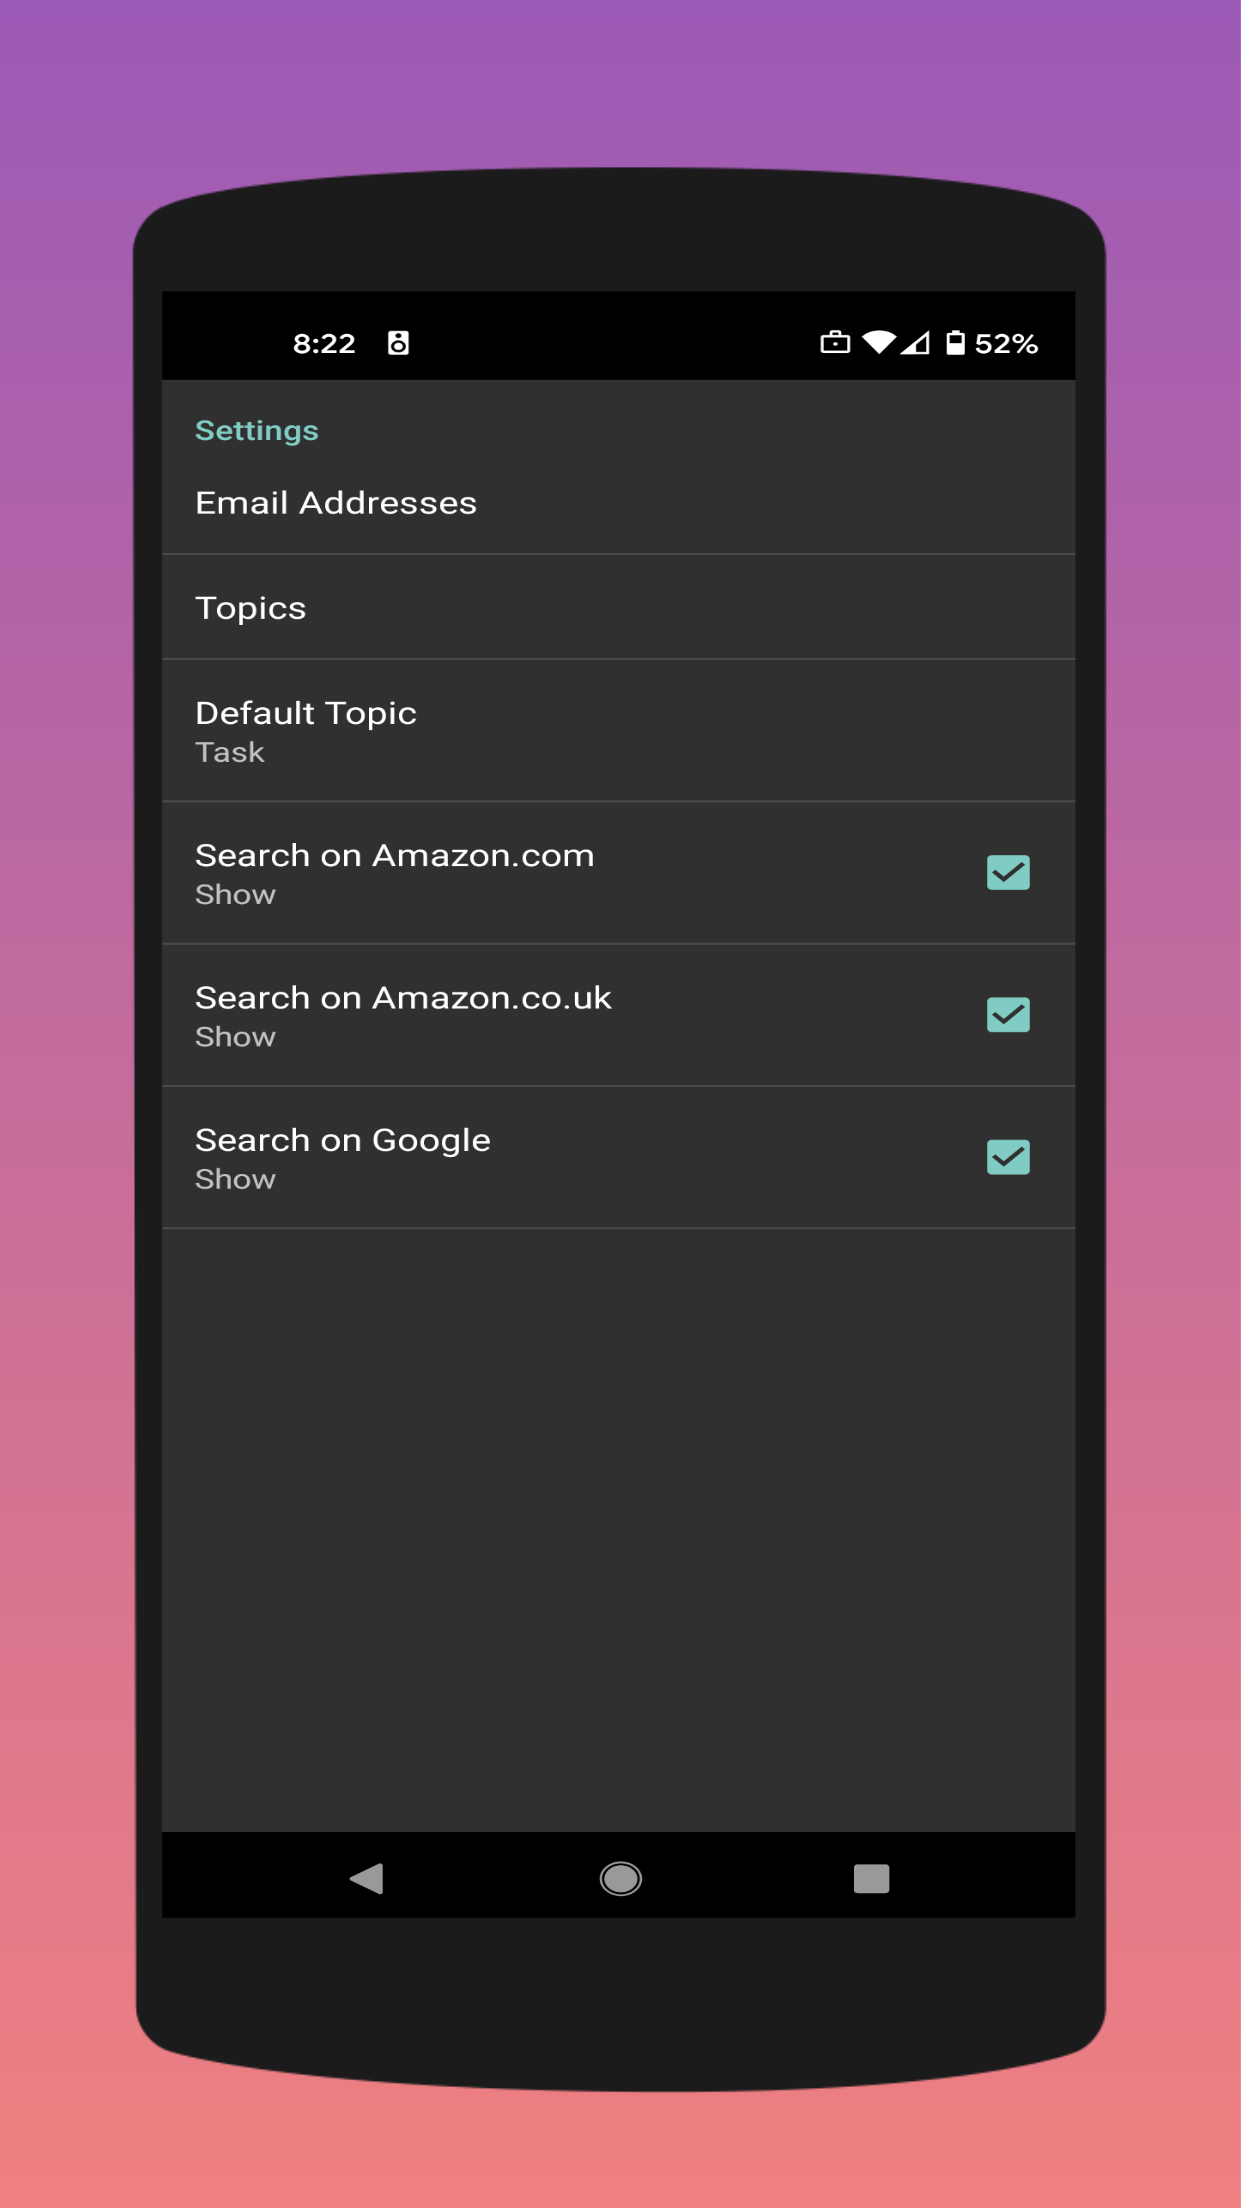 8:22 52%
Settings
Email Addresses
Topics
Default Topic
Task
Search on Amazon.com
Show
Search on Amazon.co.uk
Show
Search on Google
Show